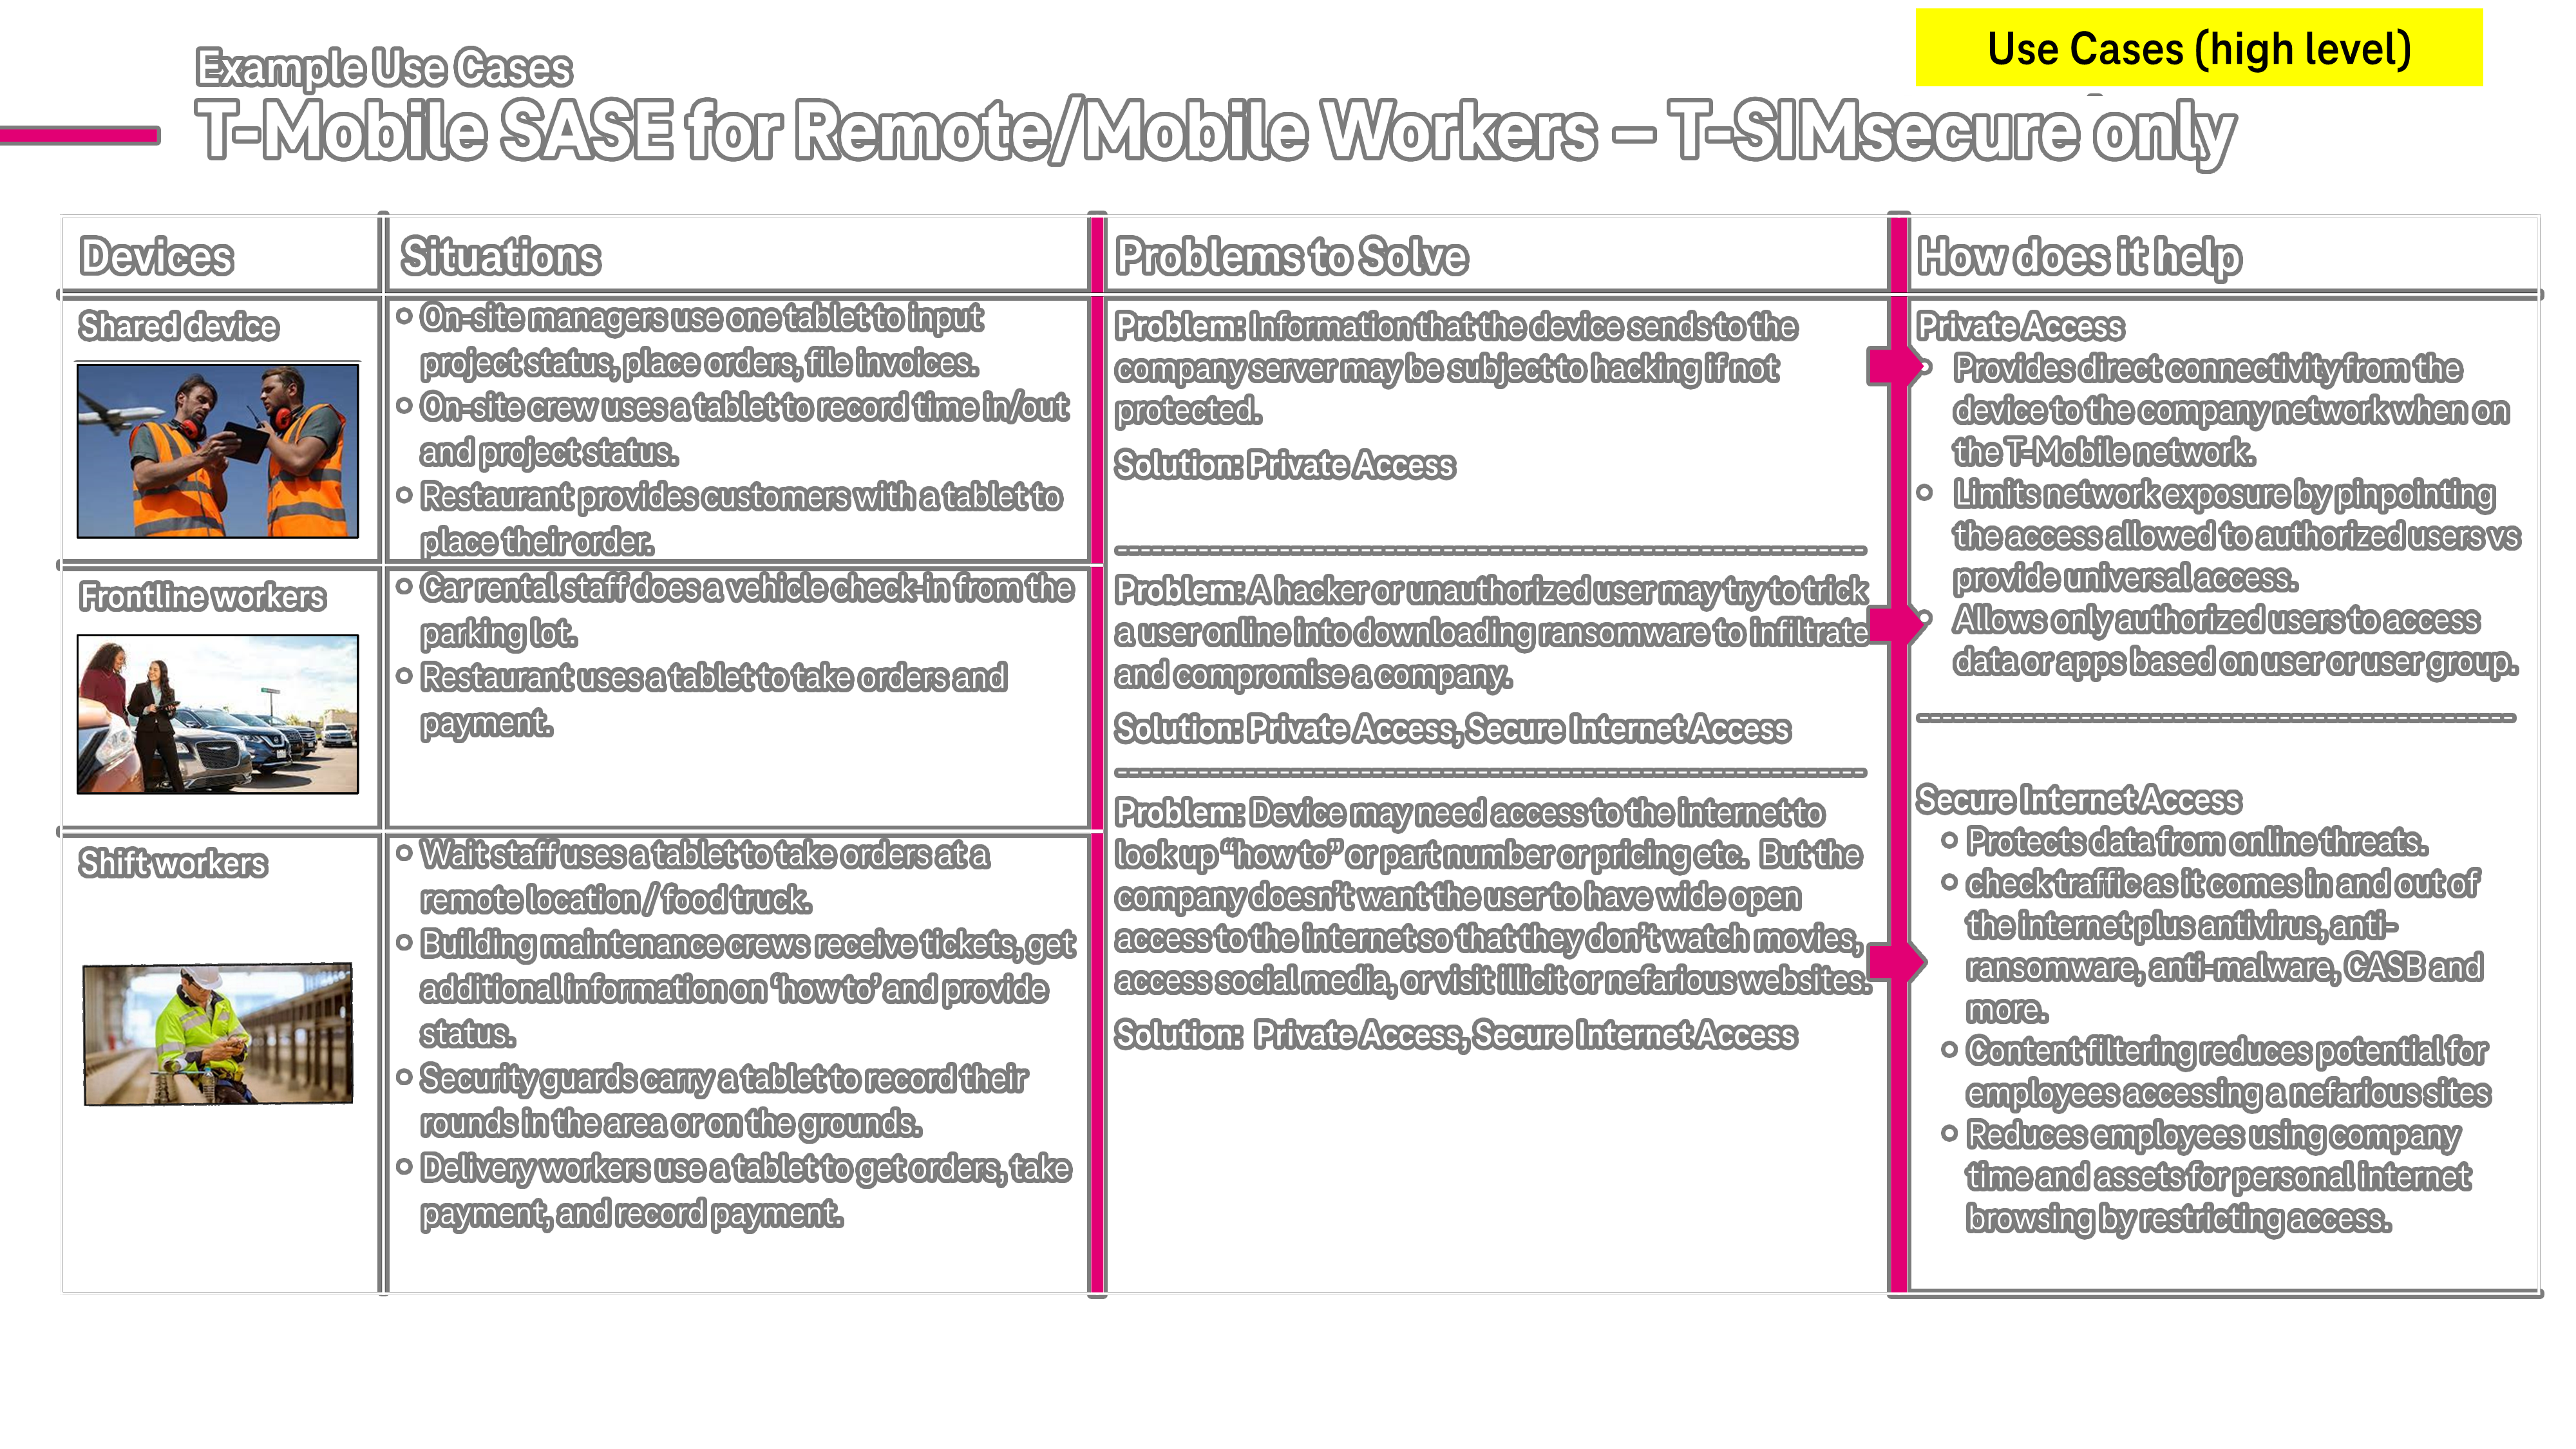 Use Cases (high level)
Example Use Cases
T-Mobile SASE for Remote/Mobile Workers – T-SIMsecure only
Devices
Situations
Problems to Solve
How does it help
Shared device
On-site managers use one tablet to input
project status, place orders, file invoices.
On-site crew uses a tablet to record time in/out
and project status.
Restaurant provides customers with a tablet to
place their order.
Frontline workers
Car rental staff does a vehicle check-in from the
parking lot.
Restaurant uses a tablet to take orders and
payment.
Shift workers
Wait staff uses a tablet to take orders at a
remote location / food truck.
Building maintenance crews receive tickets, get
additional information on ‘how to’ and provide
status.
Security guards carry a tablet to record their
rounds in the area or on the grounds.
Delivery workers use a tablet to get orders, take
payment, and record payment.
Problem: Information that the device sends to the
company server may be subject to hacking if not
protected.
Solution: Private Access
Problem: A hacker or unauthorized user may try to trick
a user online into downloading ransomware to infiltrate
and compromise a company.
Solution: Private Access, Secure Internet Access
Problem: Device may need access to the internet to
look up “how to” or part number or pricing etc. But the
company doesn’t want the user to have wide open
access to the internet so that they don’t watch movies,
access social media, or visit illicit or nefarious websites.
Solution: Private Access, Secure Internet Access
Private Access
Provides direct connectivity from the
device to the company network when on
the T-Mobile network.
Limits network exposure by pinpointing
the access allowed to authorized users vs
provide universal access.
Allows only authorized users to access
data or apps based on user or user group.
Secure Internet Access
Protects data from online threats.
check traffic as it comes in and out of
the internet plus antivirus, anti-
ransomware, anti-malware, CASB and
more.
Content filtering reduces potential for
employees accessing a nefarious sites
Reduces employees using company
time and assets for personal internet
browsing by restricting access.